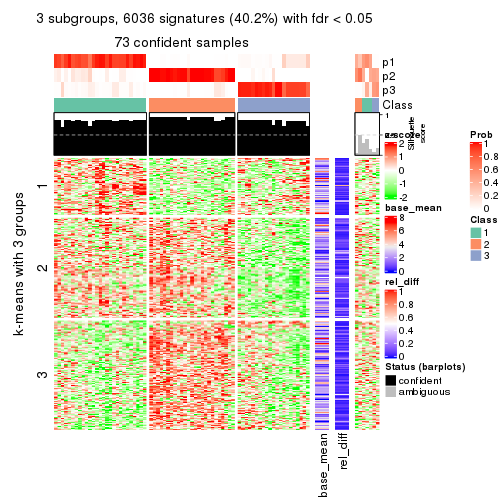 3 subgroups, 6036 signatures (40.2%) with fdr < 0.05
73 confident samples
p1
p2
p3
Class
1
0.5
Silhouette
score
k-means with 3 groups
1
2
3
base_mean
rel_diff
z-score
2
1
0
-1
-2
base_mean
8
6
4
2
0
rel_diff
1
0.8
0.6
0.4
0.2
0
Status (barplots)
confident
ambiguous
Prob
1
0.8
0.6
0.4
0.2
0
Class
1
2
3